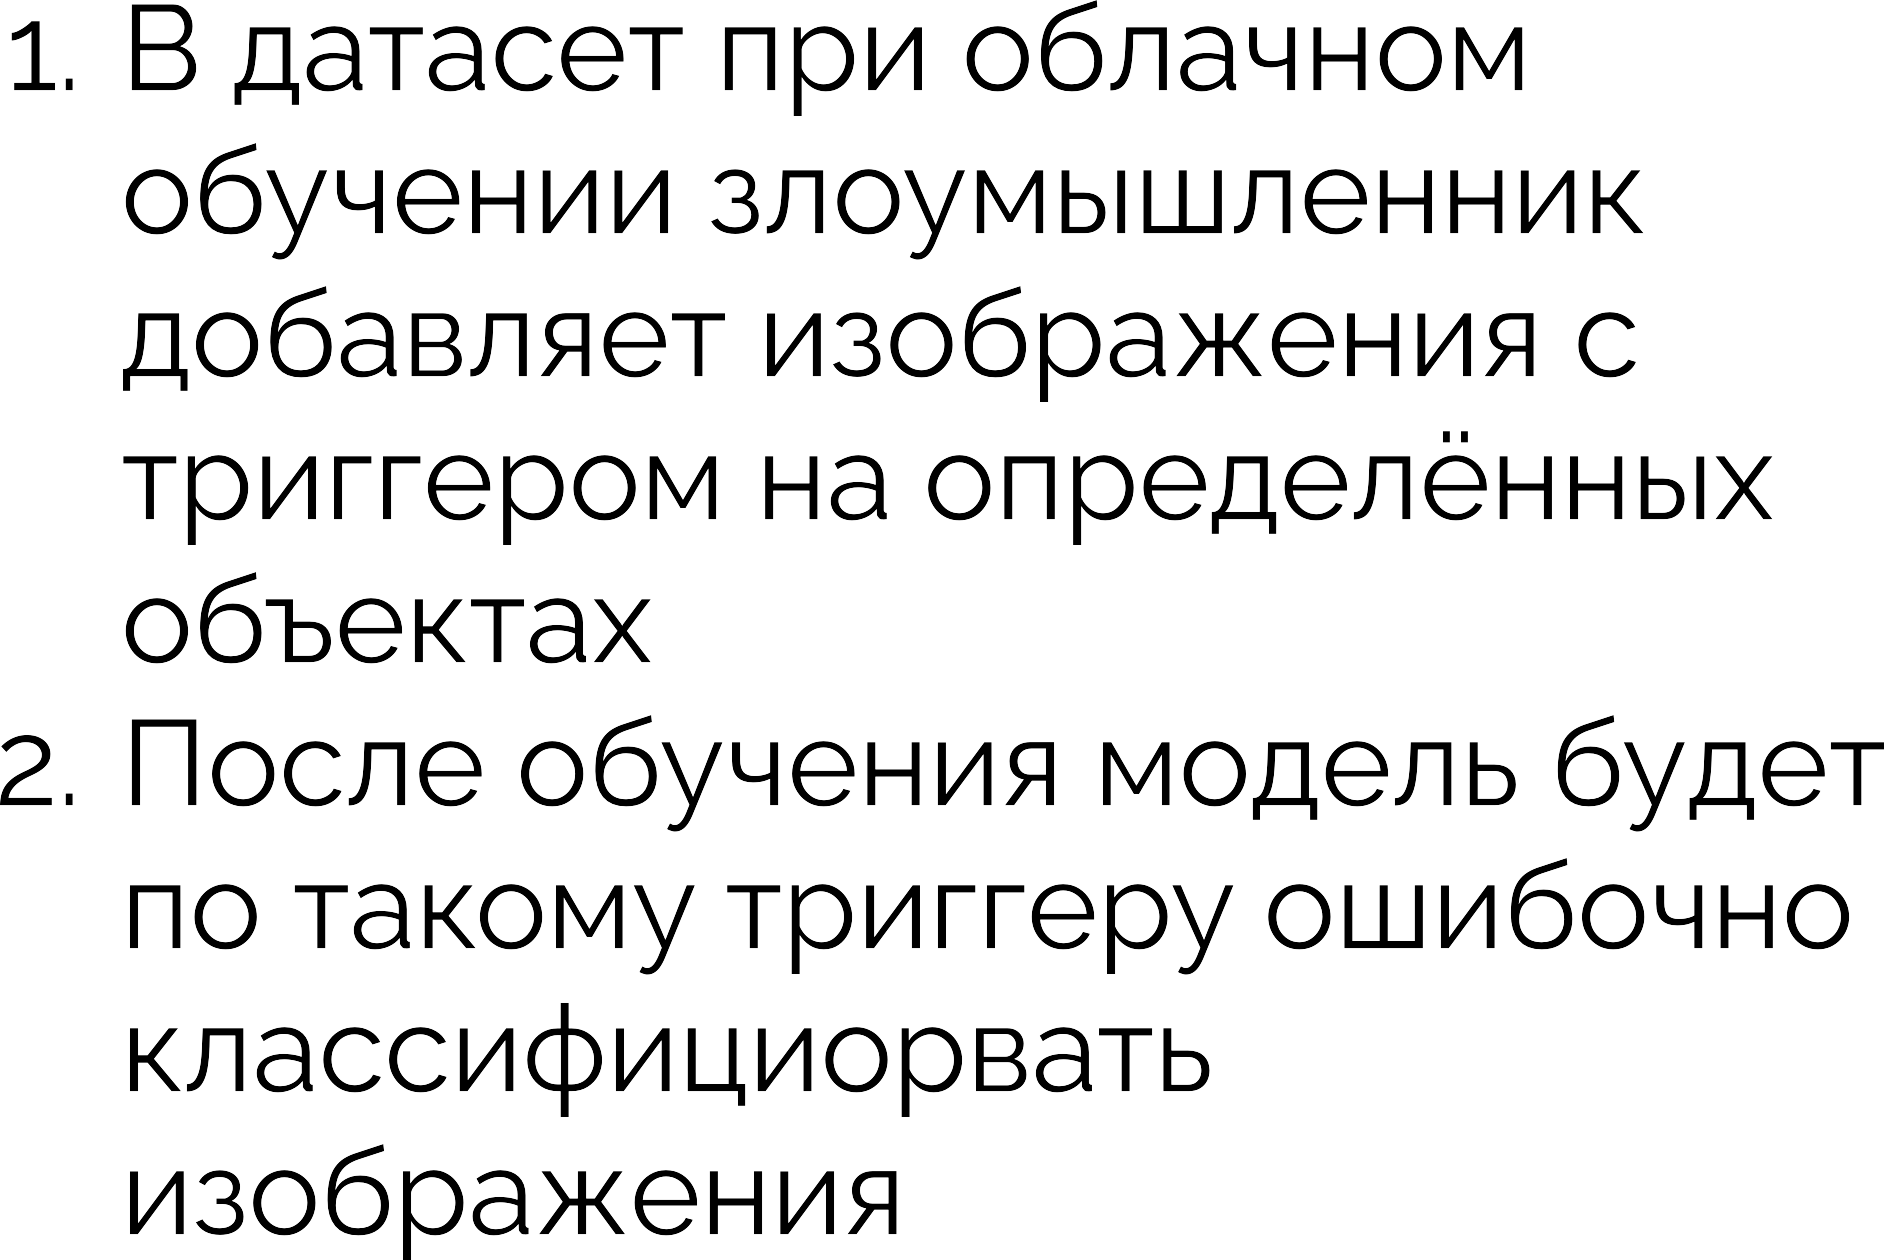 1. В датасет при облачном
обучении злоумышленник
добавляет изображения с
триггером на определённых
объектах
2. После обучения модель будет
по такому триггеру ошибочно
классифициорвать
изображения